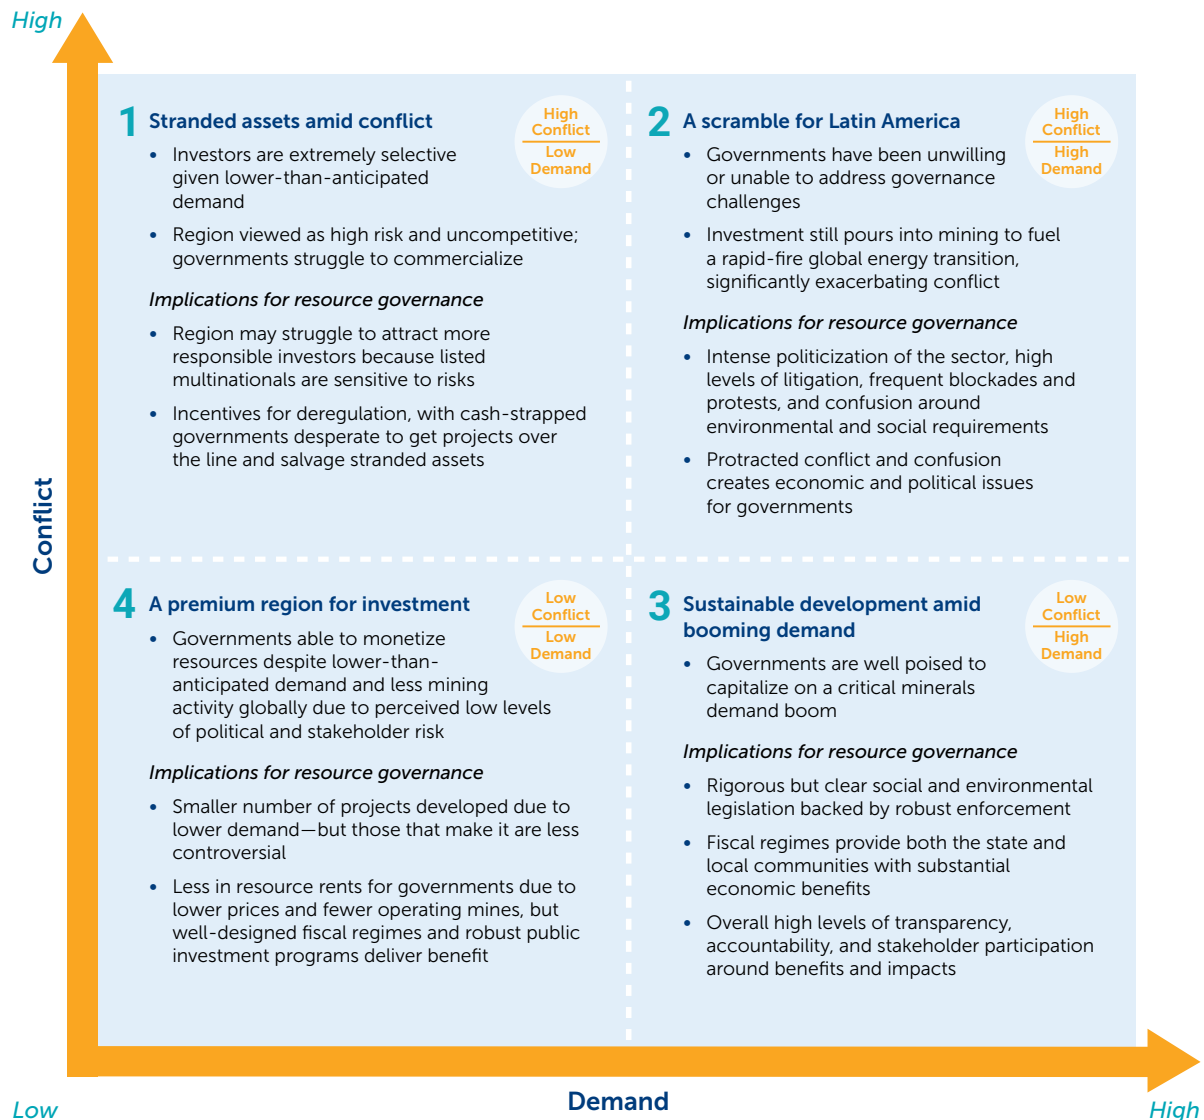 High
1 Stranded assets amid conflict
High
Conflict
Low
Demand
• Investors are extremely selective
given lower-than-anticipated
demand
• Region viewed as high risk and uncompetitive;
governments struggle to commercialize
Implications for resource governance
• Region may struggle to attract more
responsible investors because listed
multinationals are sensitive to risks
• Incentives for deregulation, with cash-strapped
governments desperate to get projects over
the line and salvage stranded assets
2 A scramble for Latin America
High
Conflict
High
Demand
• Governments have been unwilling
or unable to address governance
challenges
• Investment still pours into mining to fuel
a rapid-fire global energy transition,
significantly exacerbating conflict
Implications for resource governance
• Intense politicization of the sector, high
levels of litigation, frequent blockades and
protests, and confusion around
environmental and social requirements
• Protracted conflict and confusion
creates economic and political issues
for governments
Conflict
4 A premium region for investment
Low
Conflict
Low
Demand
• Governments able to monetize
resources despite lower-than-
anticipated demand and less mining
activity globally due to perceived low levels
of political and stakeholder risk
Implications for resource governance
• Smaller number of projects developed due to
lower demand—but those that make it are less
controversial
• Less in resource rents for governments due to
lower prices and fewer operating mines, but
well-designed fiscal regimes and robust public
investment programs deliver benefit
3 Sustainable development amid
booming demand
Low
Conflict
High
Demand
• Governments are well poised to
capitalize on a critical minerals
demand boom
Implications for resource governance
• Rigorous but clear social and environmental
legislation backed by robust enforcement
• Fiscal regimes provide both the state and
local communities with substantial
economic benefits
• Overall high levels of transparency,
accountability, and stakeholder participation
around benefits and impacts
Low
Demand
High